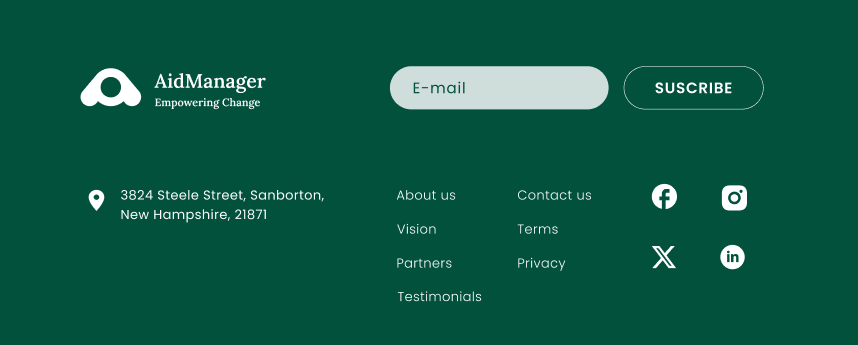 AidManager
Empowering Change
E-mail
SUSCRIBE
3824 Steele Street, Sanborton,
New Hampshire, 21871
About us
Vision
Partners
Testimonials
Contact us
Terms
Privacy